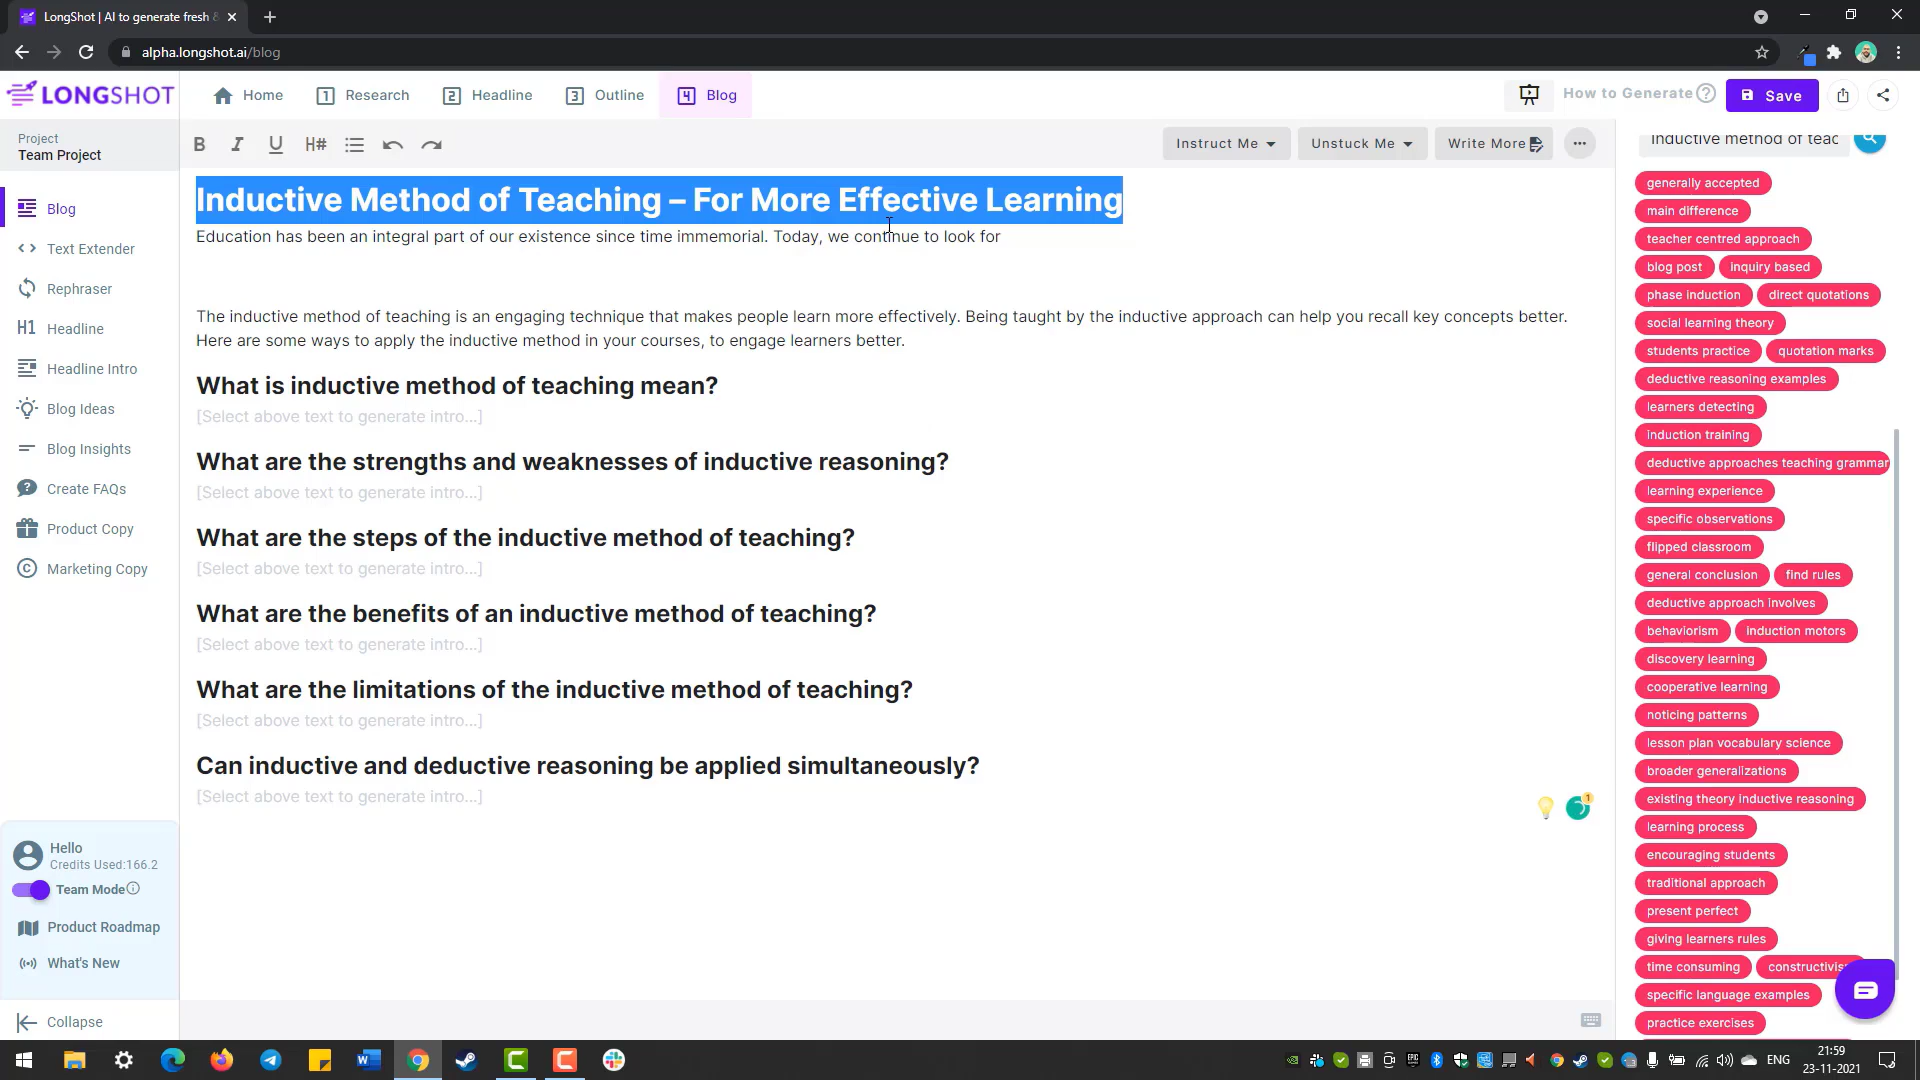 LongShot | AI to generate fresh &
alpha.longshot.ai/blog
LONGSHOT
Home
1 Research
2 Headline
3 Outline
4 Blog
How to Generate ?
Save
Project
Team Project
B I U H#
Instruct Me
Unstuck Me
Write More
...
Blog
Text Extender
Rephraser
H1 Headline
Headline Intro
Blog Ideas
Blog Insights
Create FAQs
Product Copy
Marketing Copy
Hello
Credits Used:166.2
Team Mode
Product Roadmap
What's New
Collapse
Inductive Method of Teaching – For More Effective Learning
Education has been an integral part of our existence since time immemorial. Today, we continue to look for
The inductive method of teaching is an engaging technique that makes people learn more effectively. Being taught by the inductive approach can help you recall key concepts better.
Here are some ways to apply the inductive method in your courses, to engage learners better.
What is inductive method of teaching mean?
[Select above text to generate intro...]
What are the strengths and weaknesses of inductive reasoning?
[Select above text to generate intro...]
What are the steps of the inductive method of teaching?
[Select above text to generate intro...]
What are the benefits of an inductive method of teaching?
[Select above text to generate intro...]
What are the limitations of the inductive method of teaching?
[Select above text to generate intro...]
Can inductive and deductive reasoning be applied simultaneously?
[Select above text to generate intro...]
1
inductive method of teac
generally accepted
main difference
teacher centred approach
blog post inquiry based
phase induction direct quotations
social learning theory
students practice quotation marks
deductive reasoning examples
learners detecting
induction training
deductive approaches teaching grammar
learning experience
specific observations
flipped classroom
general conclusion find rules
deductive approach involves
behaviorism induction motors
discovery learning
cooperative learning
noticing patterns
lesson plan vocabulary science
broader generalizations
existing theory inductive reasoning
learning process
encouraging students
traditional approach
present perfect
giving learners rules
time consuming constructivis
specific language examples
practice exercises
ENG
21:59
23-11-2021